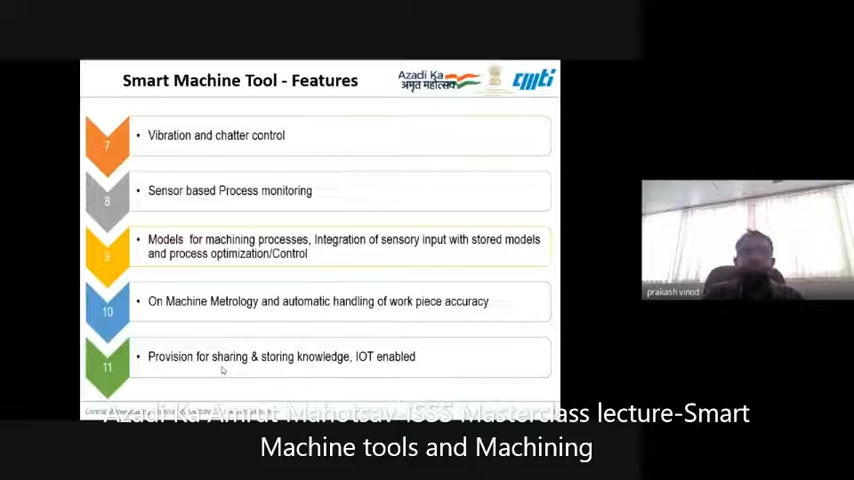 Smart Machine Tool - Features
Azadi Ka
अमृत महोत्सव
cmti
7
• Vibration and chatter control
8
• Sensor based Process monitoring
9
• Models for machining processes, Integration of sensory input with stored models
and process optimization/Control
10
• On Machine Metrology and automatic handling of work piece accuracy
11
• Provision for sharing & storing knowledge, IOT enabled
prakash vinod
Azadi Ka Amrut Mahotsav-ISSS Masterclass lecture-Smart
Machine tools and Machining